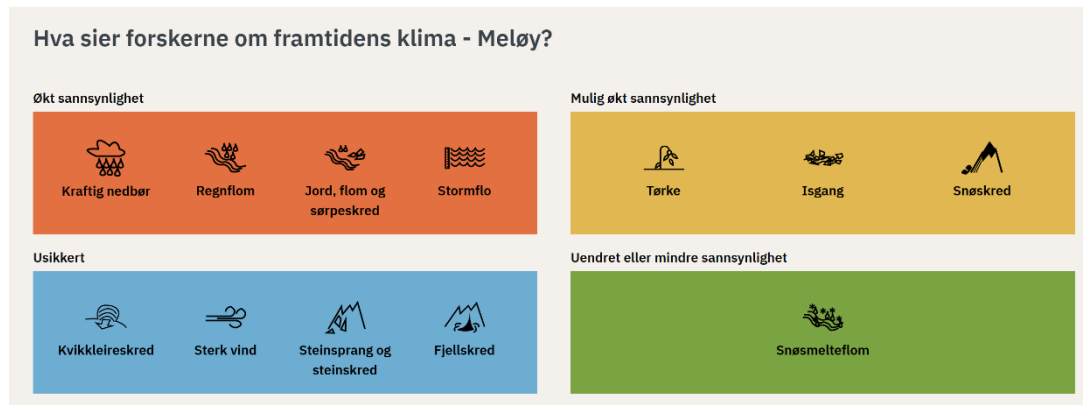 Hva sier forskerne om framtidens klima - Meløy?
Økt sannsynlighet
Kraftig nedbør
Regnflom
Jord, flom og
sørpeskred
Stormflo
Mulig økt sannsynlighet
Tørke
Isgang
Snøskred
Usikkert
Kvikkleireskred
Sterk vind
Steinsprang og
steinskred
Fjellskred
Uendret eller mindre sannsynlighet
Snøsmelteflom